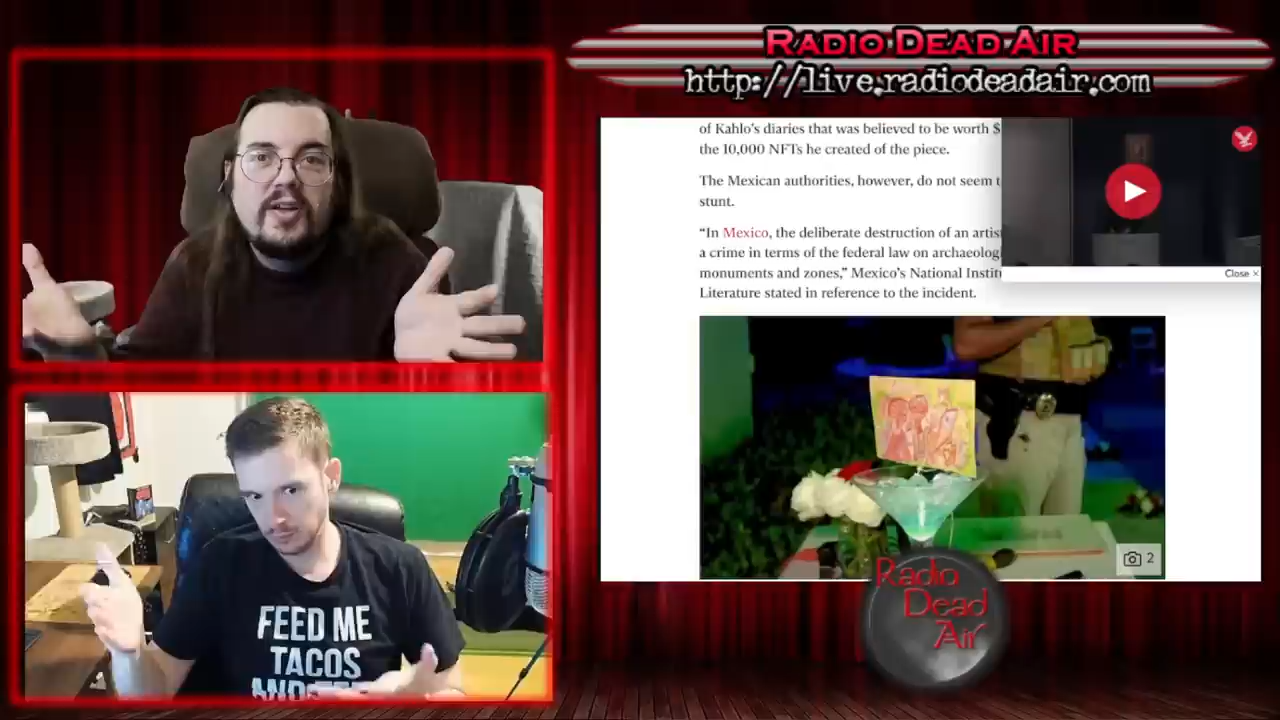 RADIO DEAD AIR
http://live.radiodeadair.com
of Kahlo's diaries that was believed to be worth $
the 10,000 NFTs he created of the piece.
The Mexican authorities, however, do not seem t
stunt.
"In Mexico, the deliberate destruction of an artis
a crime in terms of the federal law on archaeolog
monuments and zones," Mexico's National Instit
Literature stated in reference to the incident.
Close ×
2
Radio
Dead
Air
FEED ME
TACOS